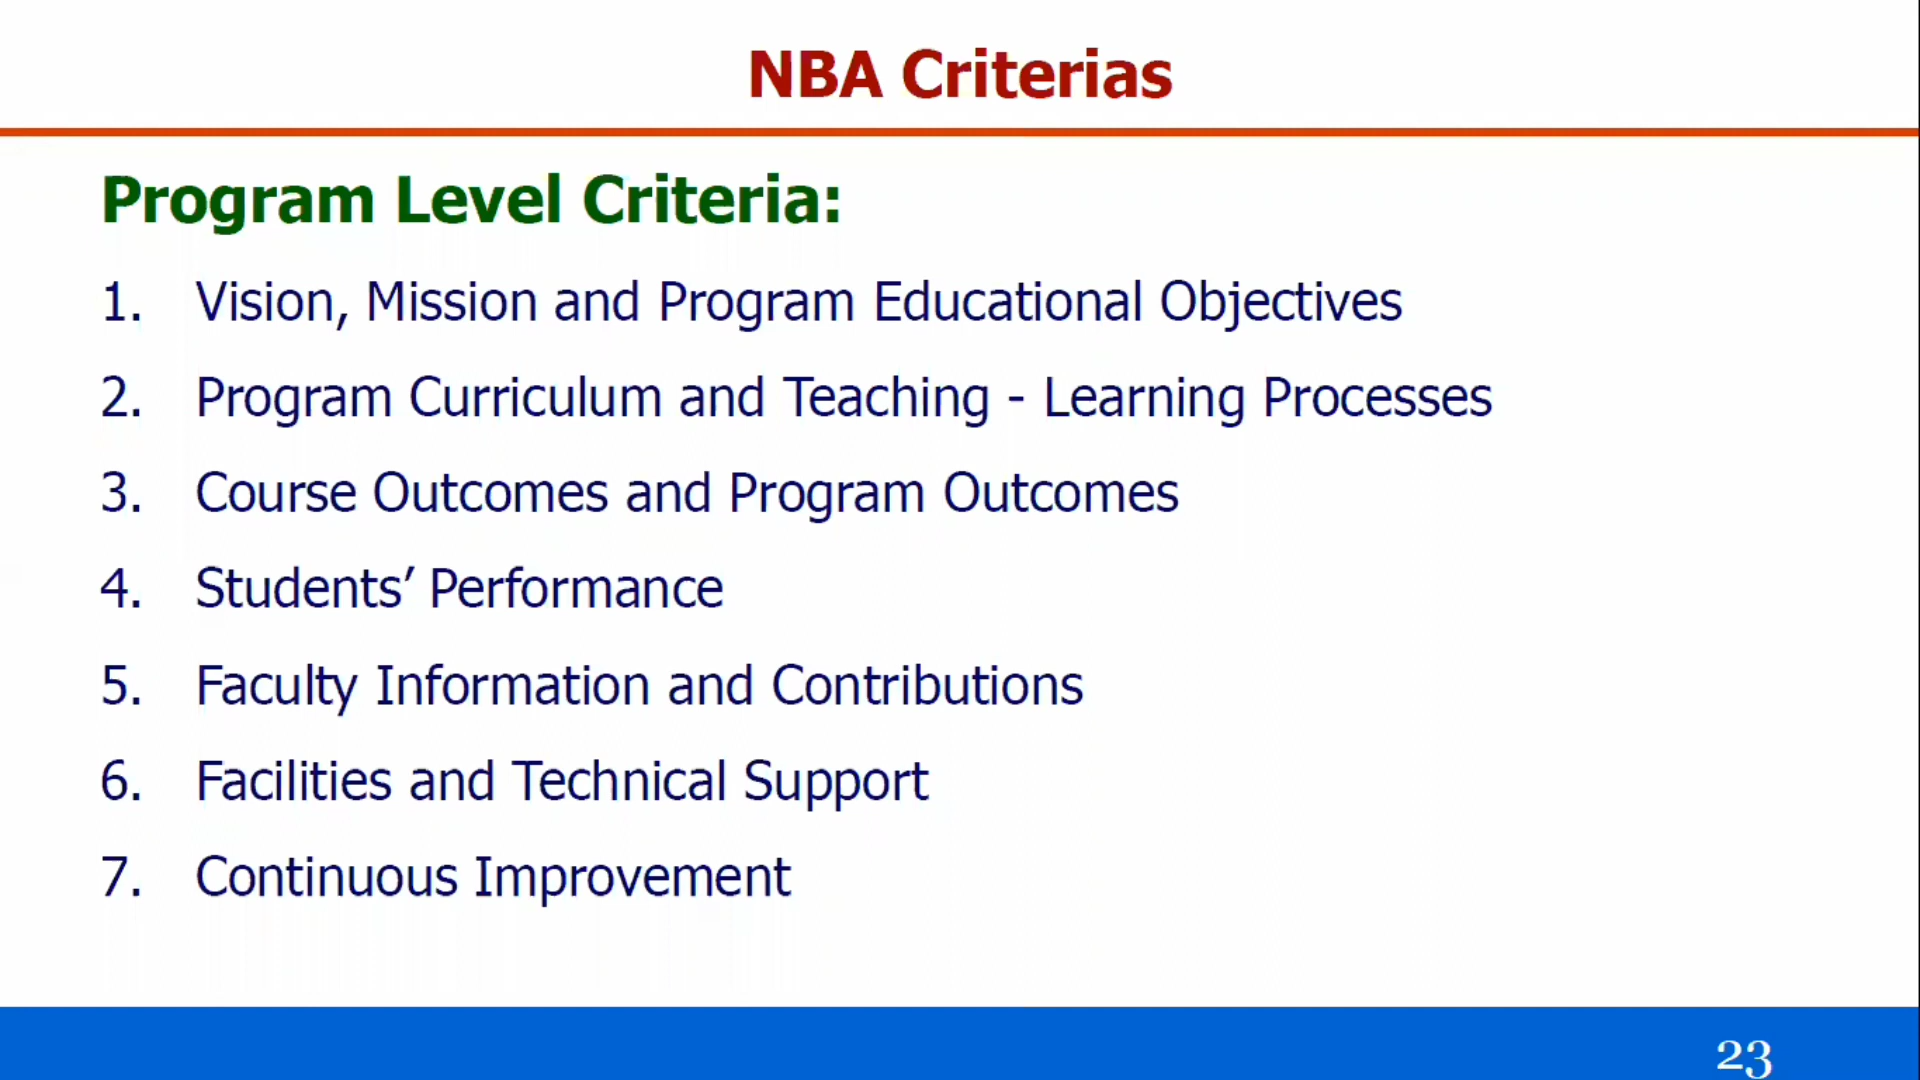 NBA Criterias
Program Level Criteria:
1. Vision, Mission and Program Educational Objectives
2. Program Curriculum and Teaching - Learning Processes
3. Course Outcomes and Program Outcomes
4. Students’ Performance
5. Faculty Information and Contributions
6. Facilities and Technical Support
7. Continuous Improvement
23